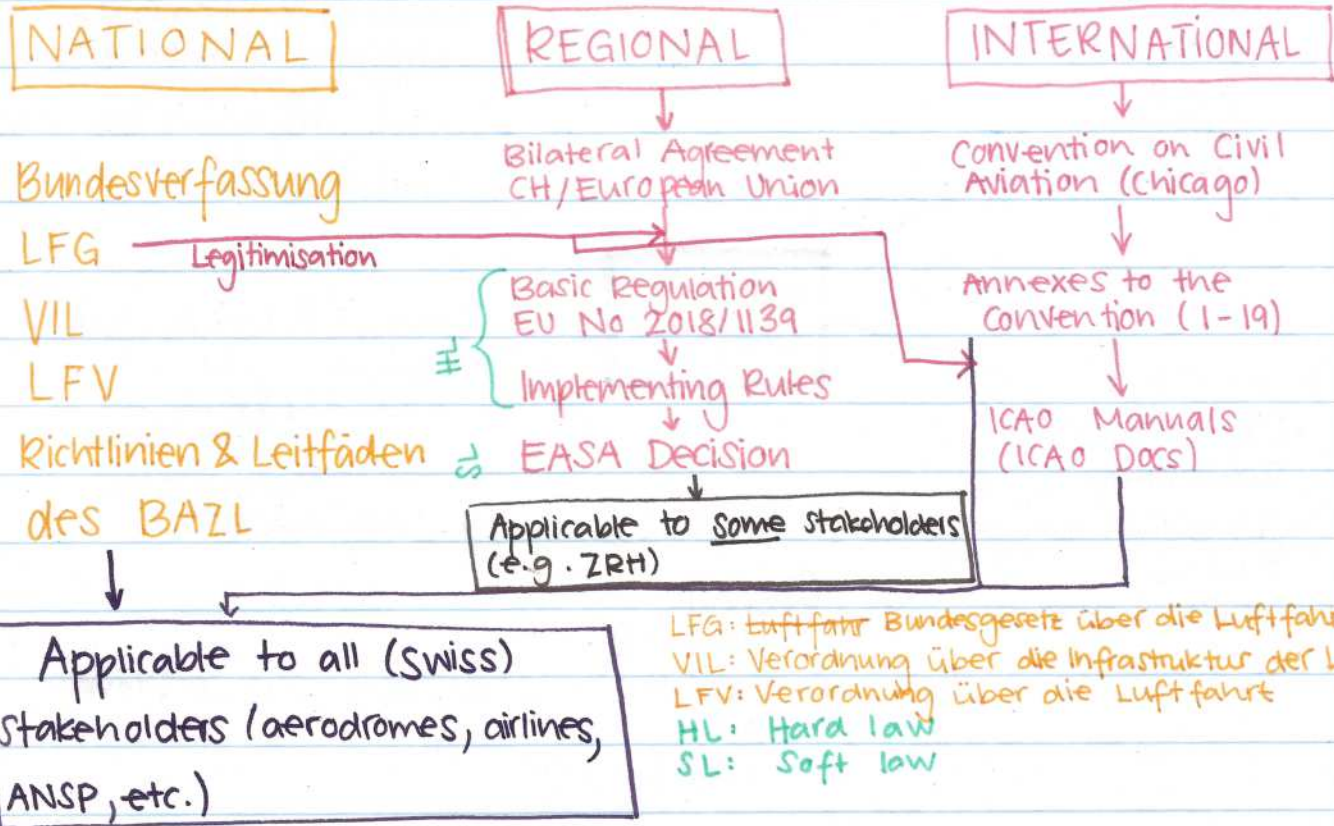 NATIONAL
Bundesverfassung
LFG
Legitimisation
VIL
LFV
Richtlinien & Leitfäden
des BAZL
REGIONAL
Bilateral Agreement
CH/European Union
HL
Basic Regulation
EU No 2018/1139
Implementing Rules
SL
EASA Decision
Applicable to some stakeholders
(e.g. ZRH)
INTERNATIONAL
Convention on Civil
Aviation (Chicago)
Annexes to the
Convention (1-19)
ICAO Manuals
(ICAO DOCS)
Applicable to all (Swiss)
stakeholders (aerodromes, airlines,
ANSP, etc.)
LFG: Luftfahr Bundesgesetz über die Luftfahr
VIL: Verordnung über die Infrastruktur der L
LFV: Verordnung über die Luftfahrt
HL: Hard law
SL: Soft law